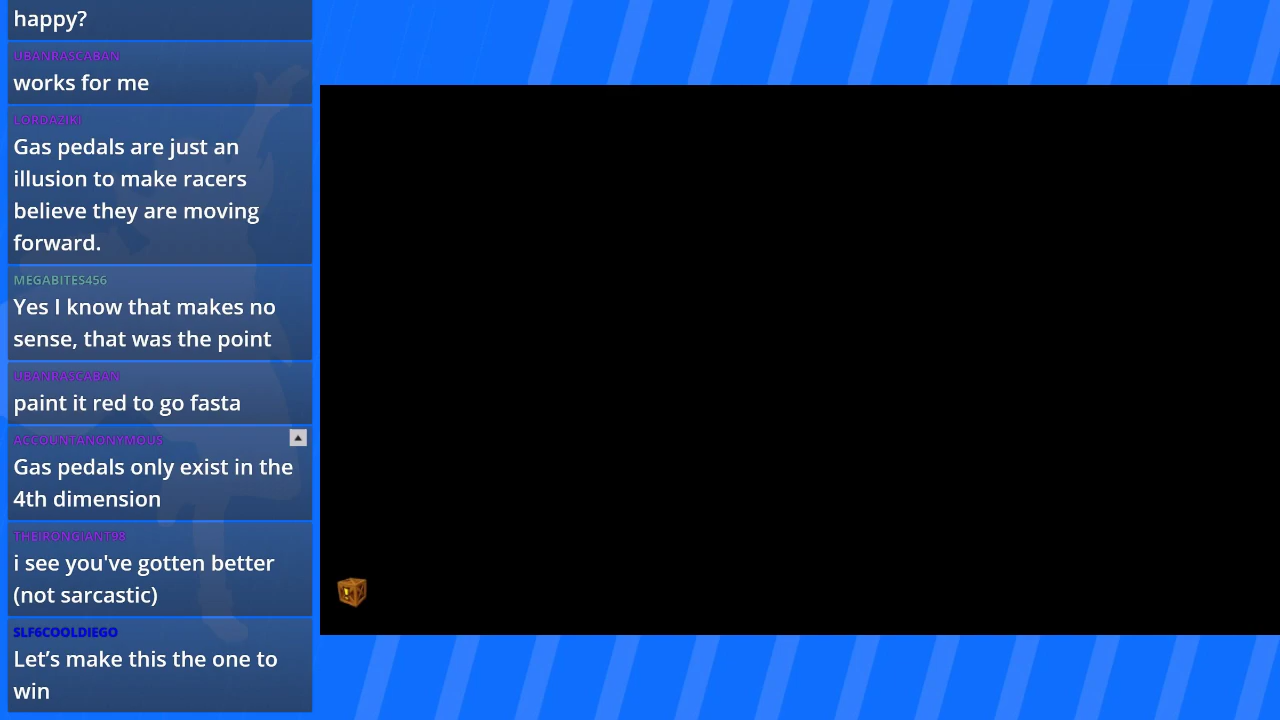 happy?
UBANRASCABAN
works for me
LORDAZIKI
Gas pedals are just an
illusion to make racers
believe they are moving
forward.
MEGABITES456
Yes I know that makes no
sense, that was the point
UBANRASCABAN
paint it red to go fasta
ACCOUNTANONYMOUS
Gas pedals only exist in the
4th dimension
THEIRONGIANT98
i see you've gotten better
(not sarcastic)
SLF6COOLDIEGO
Let’s make this the one to
win